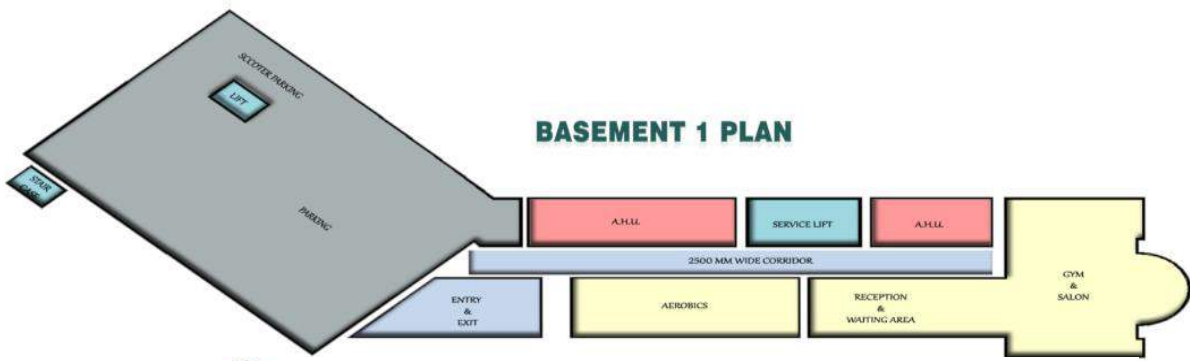 SCCOTER PARKING
LIFT
BASEMENT 1 PLAN
STAIR
CASE
PARKING
A.H.U.
SERVICE LIFT
A.H.U.
2500 MM WIDE CORRIDOR
ENTRY
&
EXIT
AEROBICS
RECEPTION
&
WAITING AREA
GYM
&
SALON